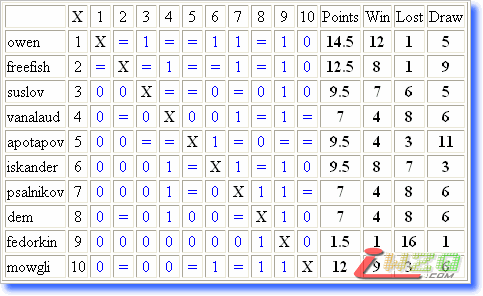 X 1 2 3 4 5 6 7 8 9 10 Points Win Lost Draw
owen 1 X = 1 = = 1 1 = 1 0 14.5 12 1 5
freefish 2 = X = 1 = = 1 = 1 0 12.5 8 1 9
suslov 3 0 0 X = = 0 = 0 = = 9.5 7 6 5
vanalaud 4 0 = 0 X 0 0 1 = 1 = 7 4 8 6
apotapov 5 0 0 = = X 1 = 0 = = 9.5 4 3 11
iskander 6 0 0 0 1 = X 1 = 1 0 9.5 8 7 3
psalnikov 7 0 0 0 1 0 = X 1 1 = 7 4 8 6
dem 8 0 = 0 1 0 0 = X 1 0 7 4 8 6
fedorkin 9 0 0 0 0 0 0 0 1 X 0 1.5 1 16 1
mowgli 10 0 = 0 0 = 1 = 1 1 X 12 9 3 6
.COM